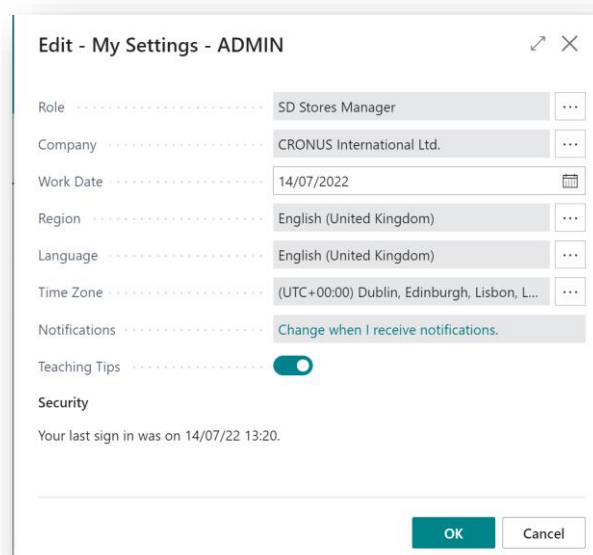 Edit - My Settings - ADMIN
Role SD Stores Manager
Company CRONUS International Ltd.
Work Date 14/07/2022
Region English (United Kingdom)
Language English (United Kingdom)
Time Zone (UTC+00:00) Dublin, Edinburgh, Lisbon, L...
Notifications Change when I receive notifications.
Teaching Tips
Security
Your last sign in was on 14/07/22 13:20.
OK Cancel